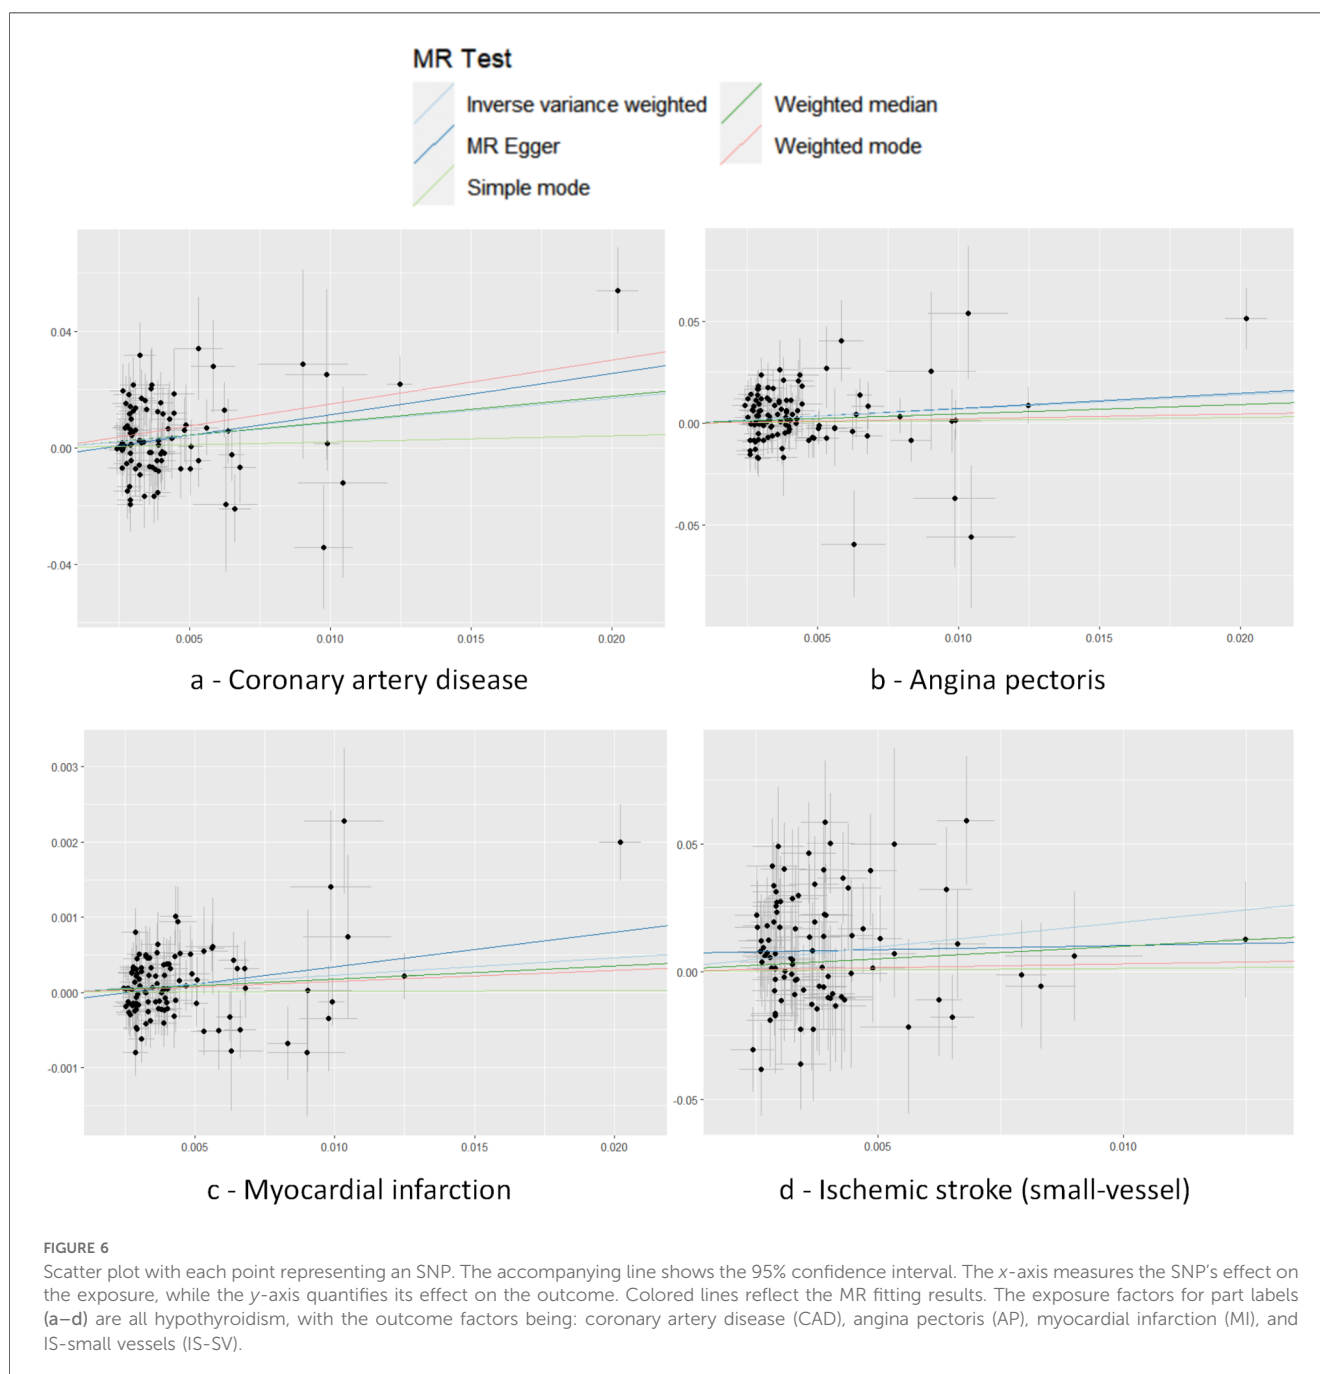 MR Test
Inverse variance weighted
Weighted median
MR Egger
Weighted mode
Simple mode
0.04
0.00
-0.04
0.005
0.010
0.015
0.020
a - Coronary artery disease
0.05
0.00
-0.05
0.005
0.010
0.015
0.020
b - Angina pectoris
0.003
0.002
0.001
0.000
-0.001
0.005
0.010
0.015
0.020
c - Myocardial infarction
0.05
0.00
-0.05
0.005
0.010
d - Ischemic stroke (small-vessel)
FIGURE 6
Scatter plot with each point representing an SNP. The accompanying line shows the 95% confidence interval. The x-axis measures the SNP's effect on
the exposure, while the y-axis quantifies its effect on the outcome. Colored lines reflect the MR fitting results. The exposure factors for part labels
(a–d) are all hypothyroidism, with the outcome factors being: coronary artery disease (CAD), angina pectoris (AP), myocardial infarction (MI), and
IS-small vessels (IS-SV).